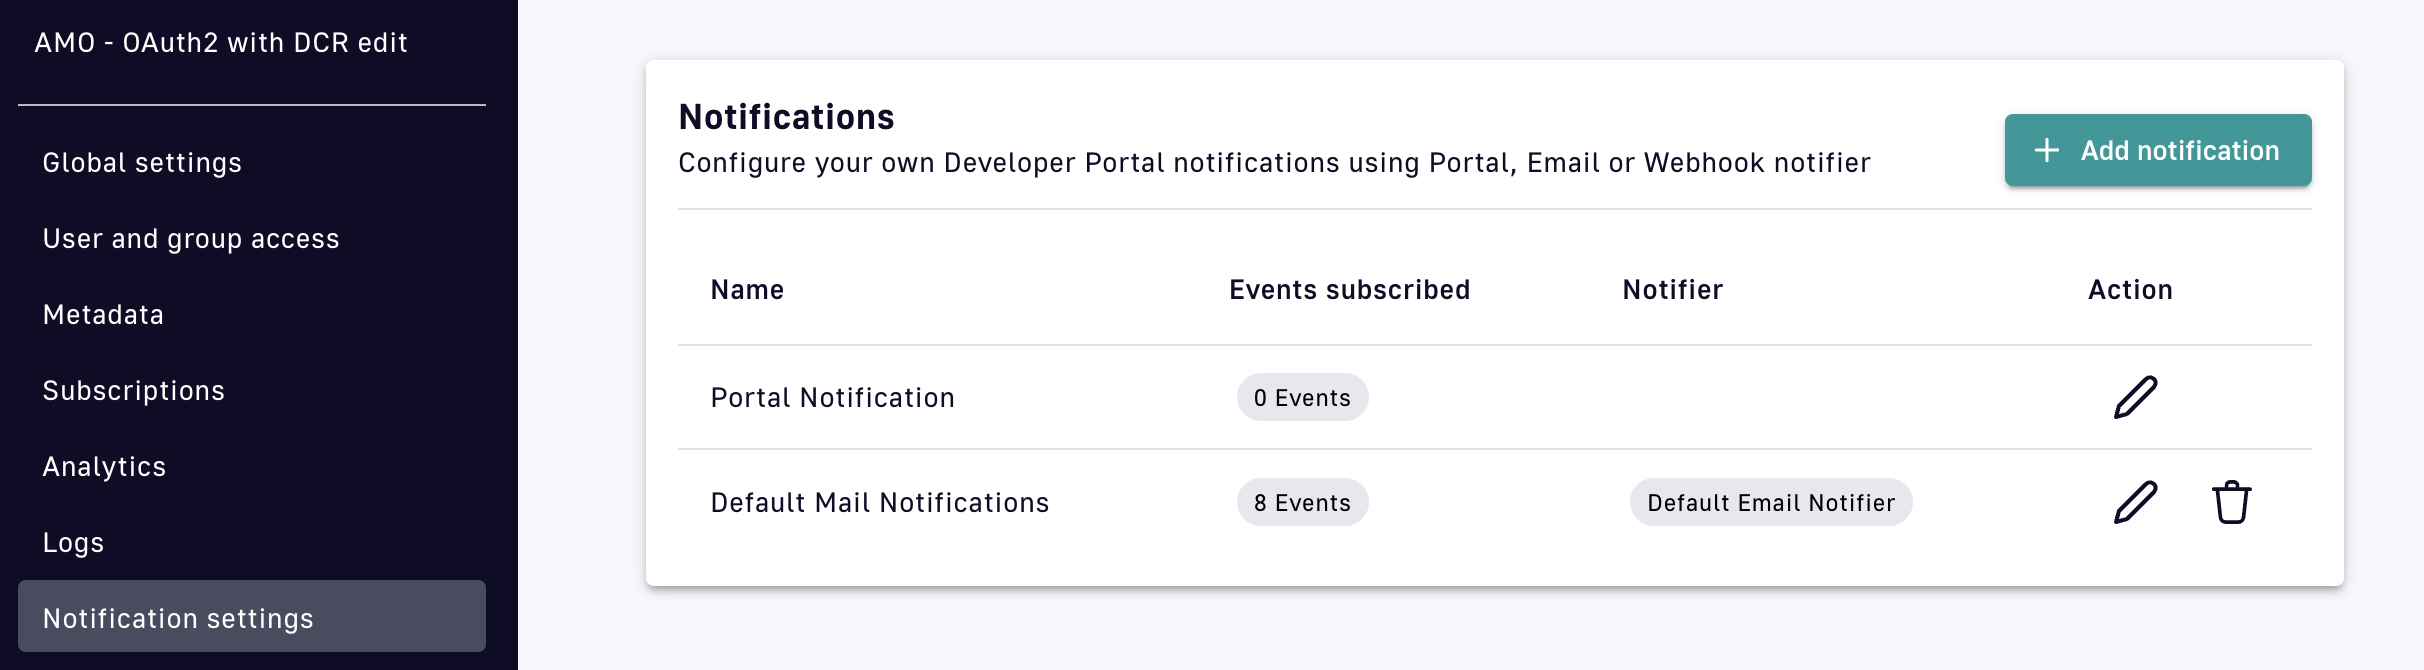 AMO - OAuth2 with DCR edit
Global settings
User and group access
Metadata
Subscriptions
Analytics
Logs
Notification settings
Notifications
Configure your own Developer Portal notifications using Portal, Email or Webhook notifier
Add notification
Name Events subscribed Notifier Action
Portal Notification 0 Events
Default Mail Notifications 8 Events Default Email Notifier